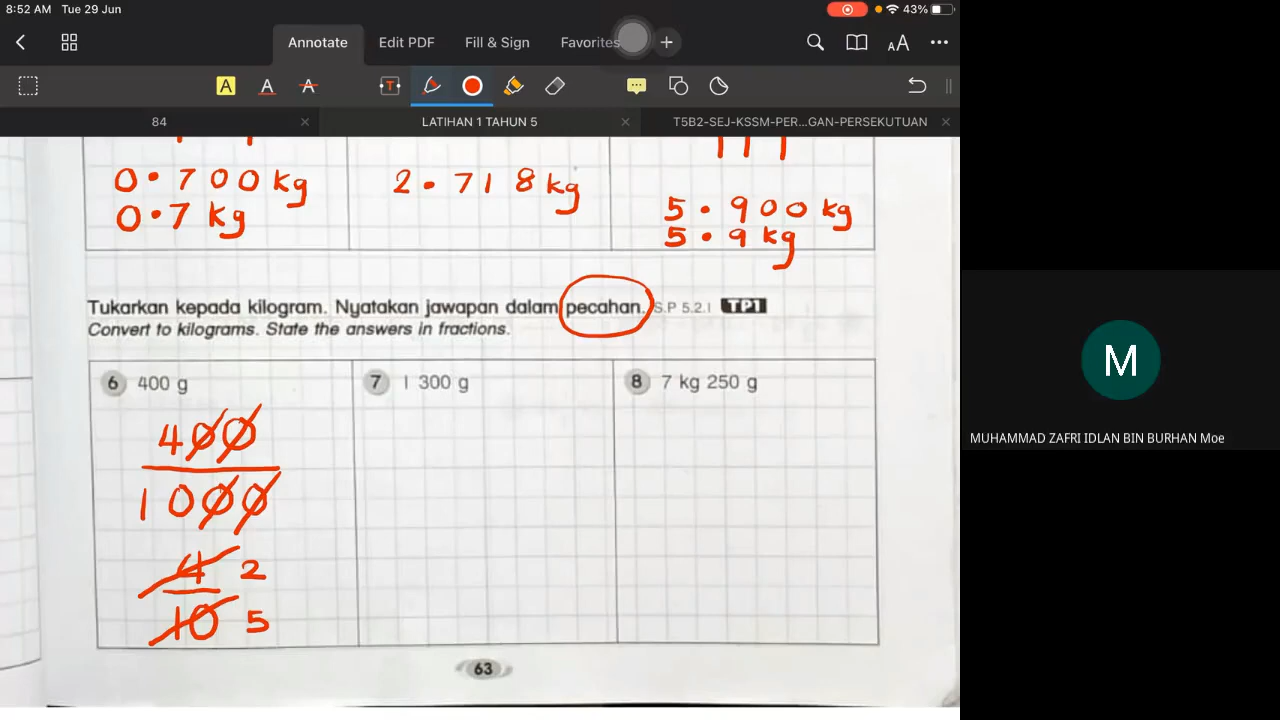 8:52 AM Tue 29 Jun 43%
Annotate Edit PDF Fill & Sign Favorites
84 LATIHAN 1 TAHUN 5 T5B2-SEJ-KSSM-PER...GAN-PERSEKUTUAN
0.700 kg 2.718 kg 5.900 kg
0.7 kg 5.9 kg
Tukarkan kepada kilogram. Nyatakan jawapan dalam pecahan. S.P 5.2.1 TP1
Convert to kilograms. State the answers in fractions.
6 400 g 7 1 300 g 8 7 kg 250 g
400
1000
4 2
10 5
63
M
MUHAMMAD ZAFRI IDLAN BIN BURHAN Moe